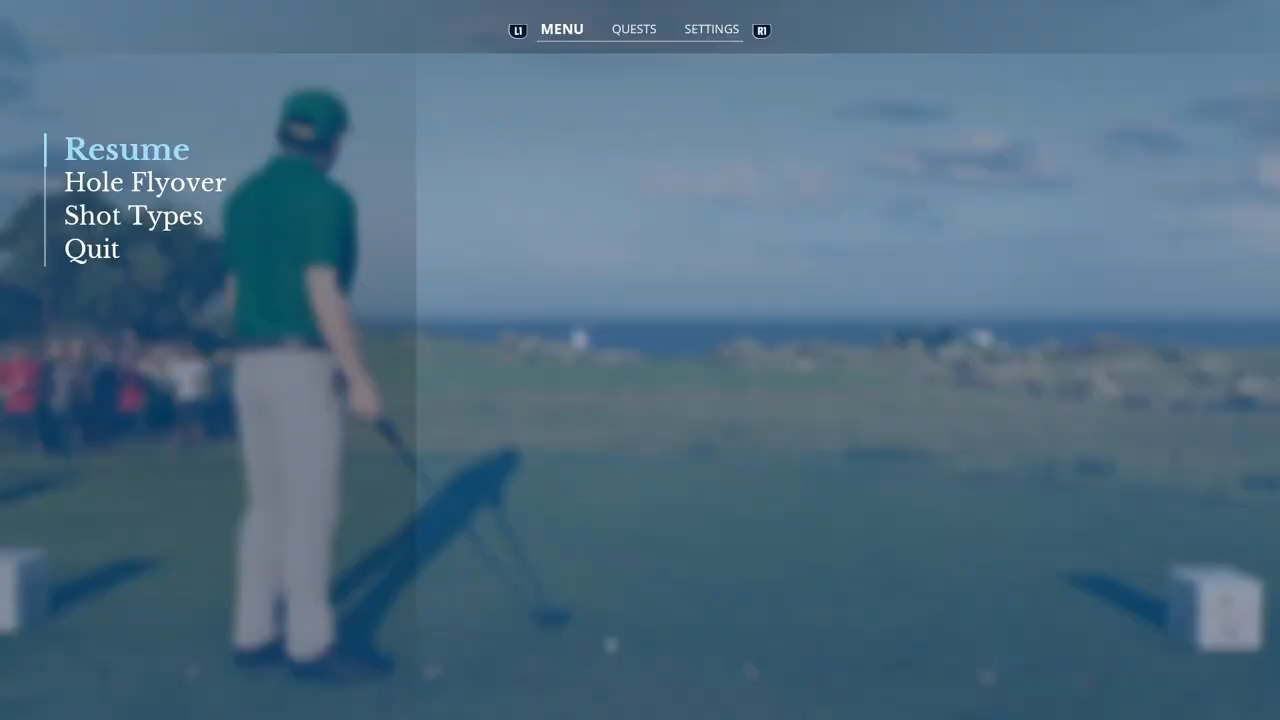 L1 MENU QUESTS SETTINGS R1
Resume
Hole Flyover
Shot Types
Quit